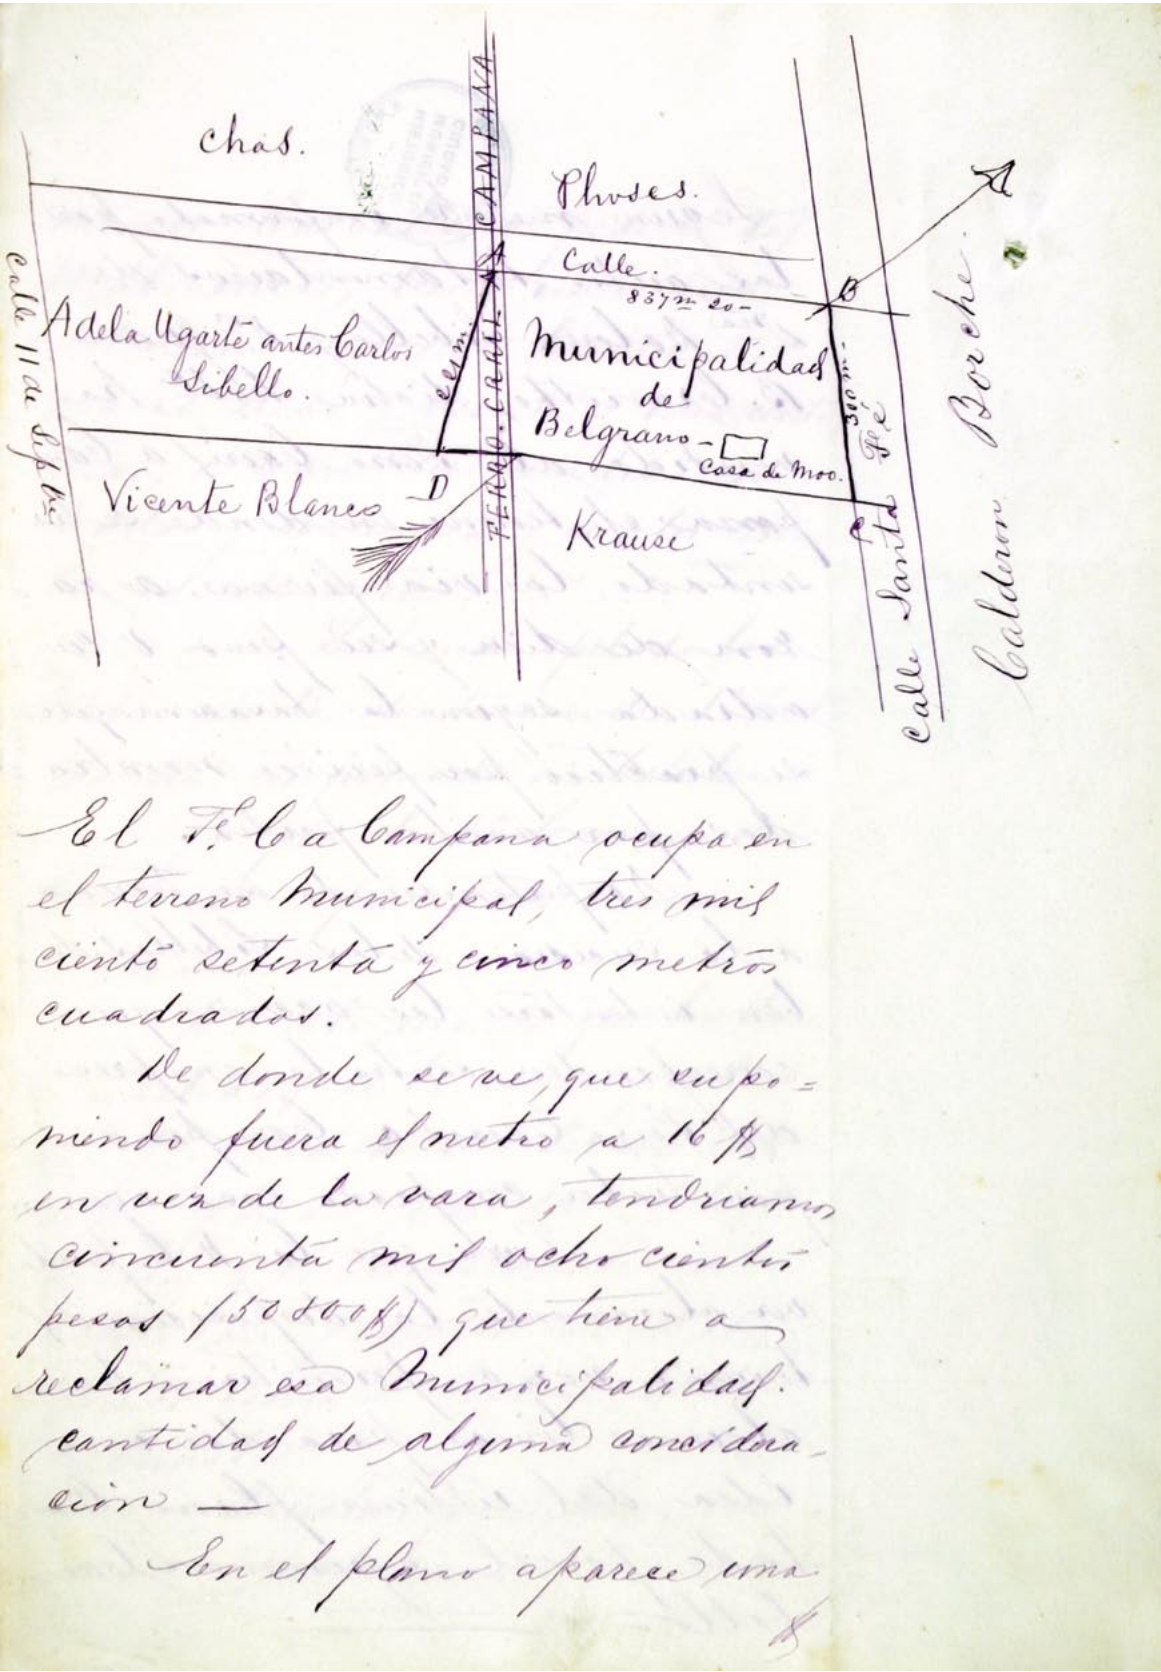 Chas.
Phoses.
FERRO-CARRIL A CAMPANA
Calle.
837 m 20-
A
B
Calle 11 de Sepbre
Adela Ugarte antes Carlos
Libello.
Municipalidad
de
Belgrano-
Casa de Moo.
300 m-
Vicente Blanco
D
Krause
C
Calle Santa Fé
Calderon Borche.
El F.C. a Campana ocupa en
el terreno Municipal, tres mil
ciento setenta y cinco metros
cuadrados.
De donde se ve, que supo=
niendo fuera el metro a 16 $
en vez de la vara, tendriamos
cincuenta mil ocho cientos
pesos (50800$) que tiene a
reclamar esa Municipalidad.
cantidad de alguna concidera-
cion —
En el plano aparece una